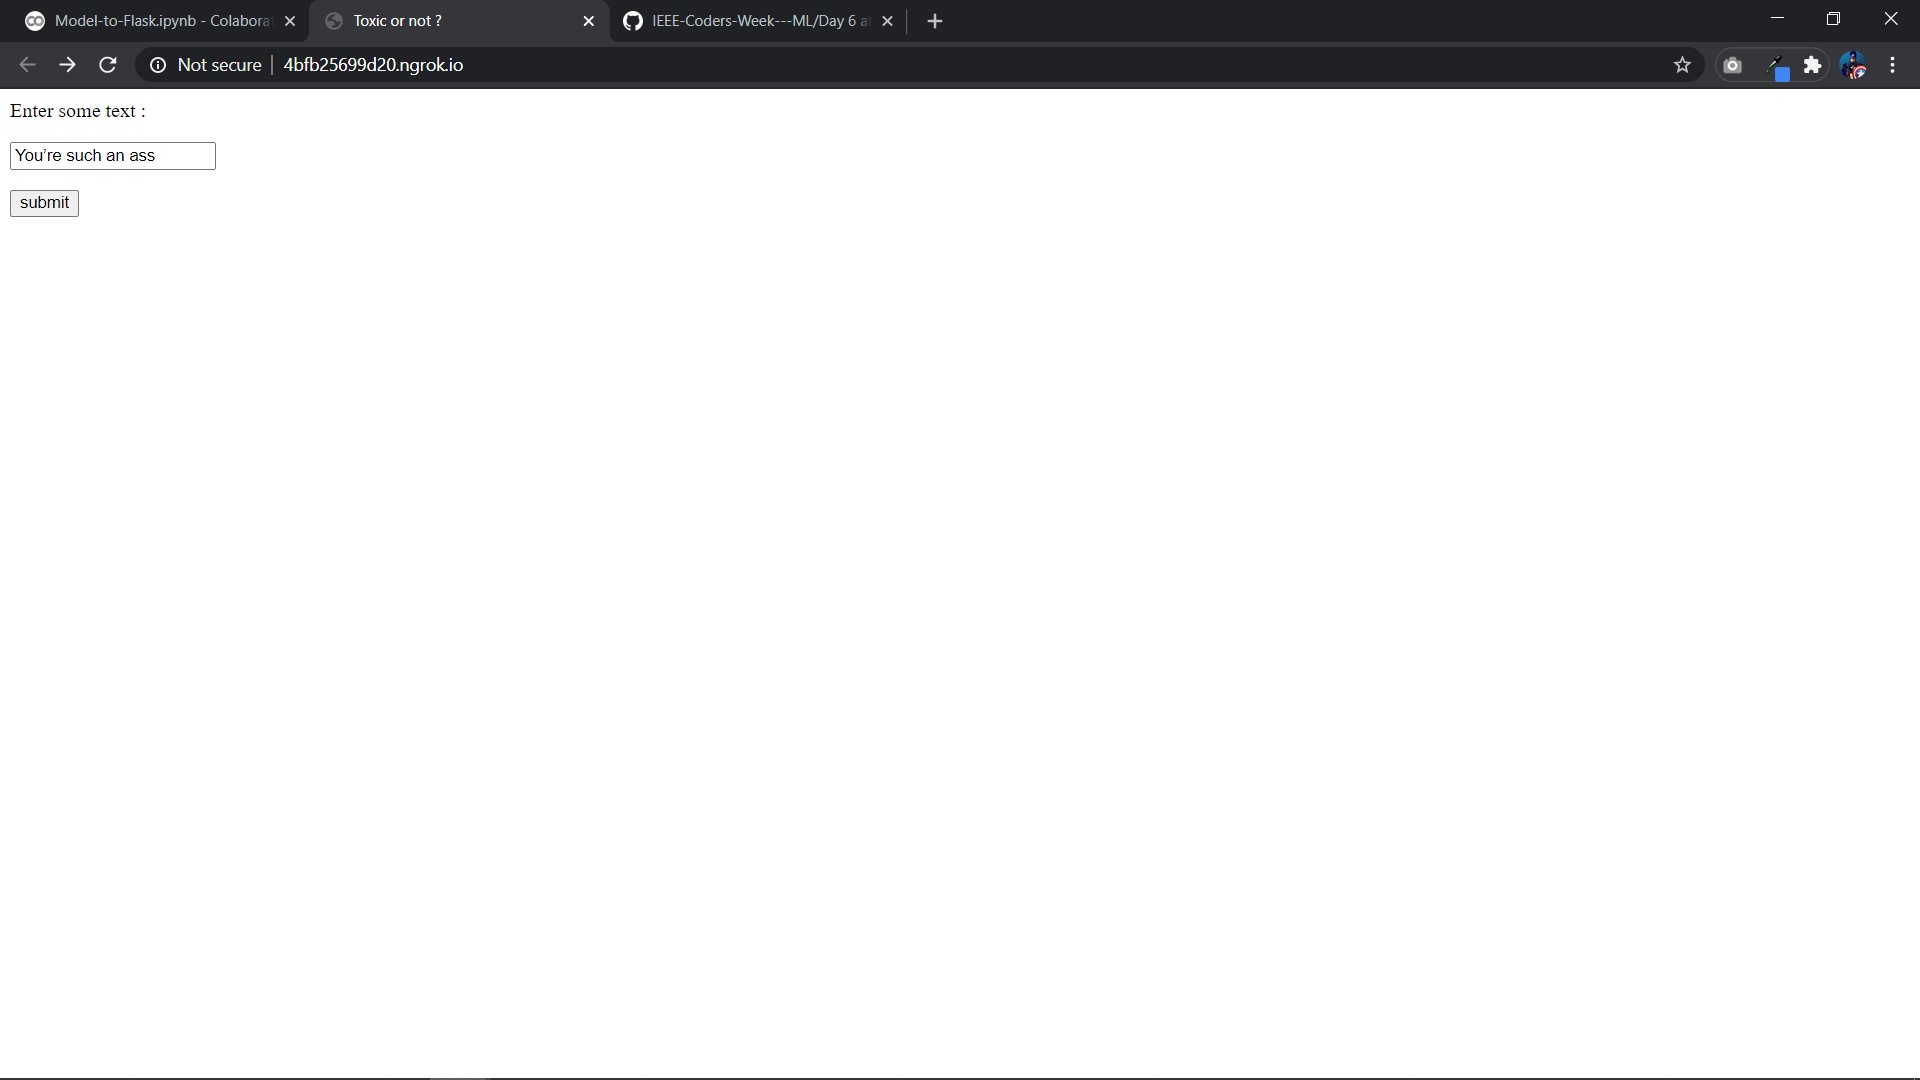 Model-to-Flask.ipynb - Colabora
Toxic or not ?
IEEE-Coders-Week---ML/Day 6 at
Not secure
4bfb25699d20.ngrok.io
Enter some text :
You’re such an ass
submit